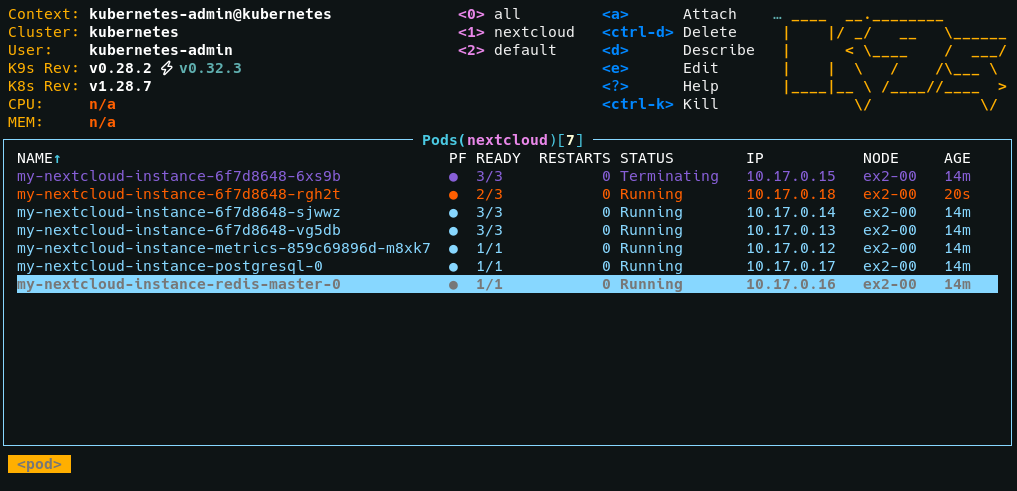 Context: kubernetes-admin@kubernetes <0> all <a> Attach …
Cluster: kubernetes <1> nextcloud <ctrl-d> Delete
User: kubernetes-admin <2> default <d> Describe
K9s Rev: v0.28.2 ⚡ v0.32.3 <e> Edit
K8s Rev: v1.28.7 <?> Help
CPU: n/a <ctrl-k> Kill
MEM: n/a
Pods(nextcloud)[7]
NAME↑ PF READY RESTARTS STATUS IP NODE AGE
my-nextcloud-instance-6f7d8648-6xs9b ● 3/3 0 Terminating 10.17.0.15 ex2-00 14m
my-nextcloud-instance-6f7d8648-rgh2t ● 2/3 0 Running 10.17.0.18 ex2-00 20s
my-nextcloud-instance-6f7d8648-sjwwz ● 3/3 0 Running 10.17.0.14 ex2-00 14m
my-nextcloud-instance-6f7d8648-vg5db ● 3/3 0 Running 10.17.0.13 ex2-00 14m
my-nextcloud-instance-metrics-859c69896d-m8xk7 ● 1/1 0 Running 10.17.0.12 ex2-00 14m
my-nextcloud-instance-postgresql-0 ● 1/1 0 Running 10.17.0.17 ex2-00 14m
my-nextcloud-instance-redis-master-0 ● 1/1 0 Running 10.17.0.16 ex2-00 14m
<pod>